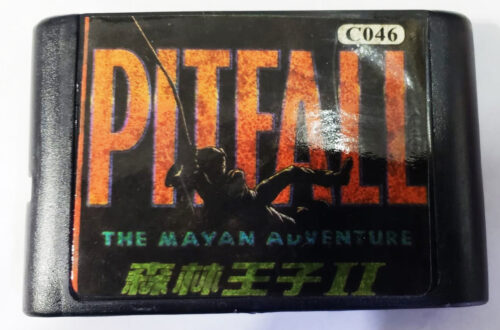 C046
PITFALL
THE MAYAN ADVENTURE
森林王子II